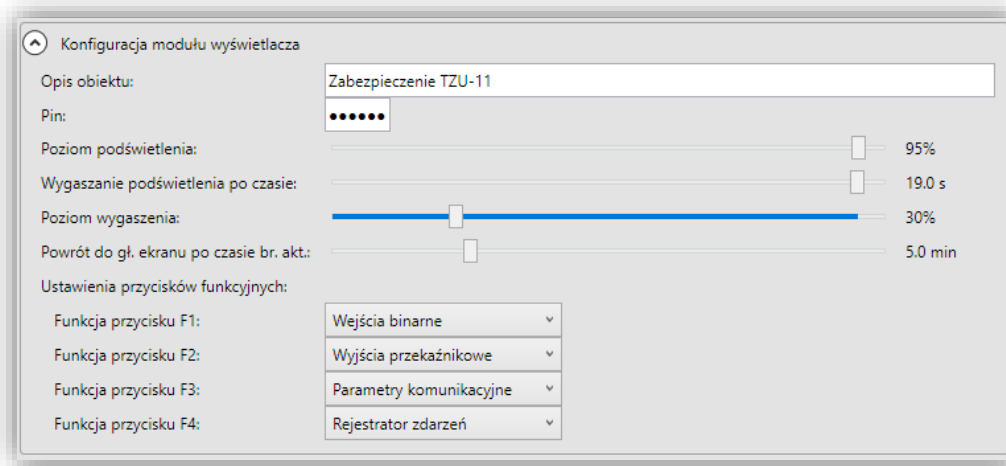 Konfiguracja modułu wyświetlacza
Opis obiektu: Zabezpieczenie TZU-11
Pin: ••••••
Poziom podświetlenia: 95%
Wygaszanie podświetlenia po czasie: 19.0 s
Poziom wygaszenia: 30%
Powrót do gł. ekranu po czasie br. akt.: 5.0 min
Ustawienia przycisków funkcyjnych:
Funkcja przycisku F1: Wejścia binarne
Funkcja przycisku F2: Wyjścia przekaźnikowe
Funkcja przycisku F3: Parametry komunikacyjne
Funkcja przycisku F4: Rejestrator zdarzeń